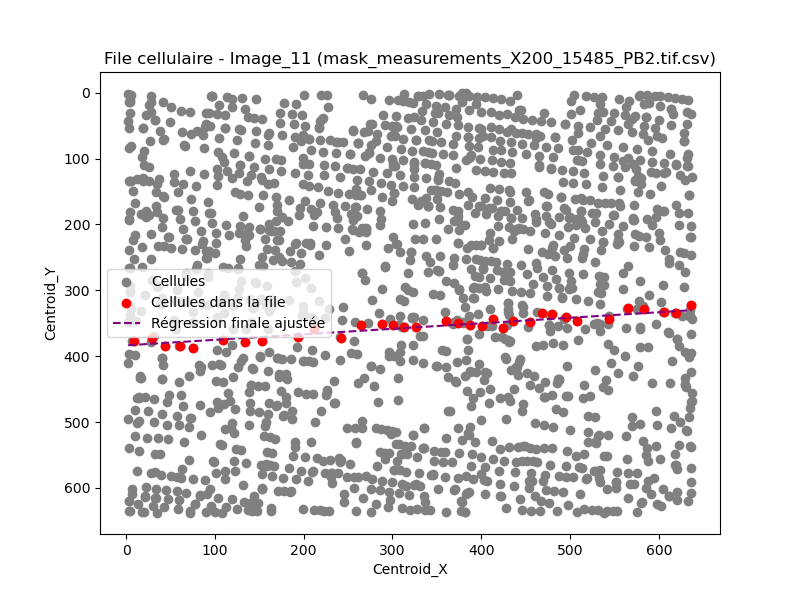 File cellulaire - Image_11 (mask_measurements_X200_15485_PB2.tif.csv)
0
100
200
300
400
500
600
Centroid_Y
Cellules
Cellules dans la file
Régression finale ajustée
0 100 200 300 400 500 600
Centroid_X